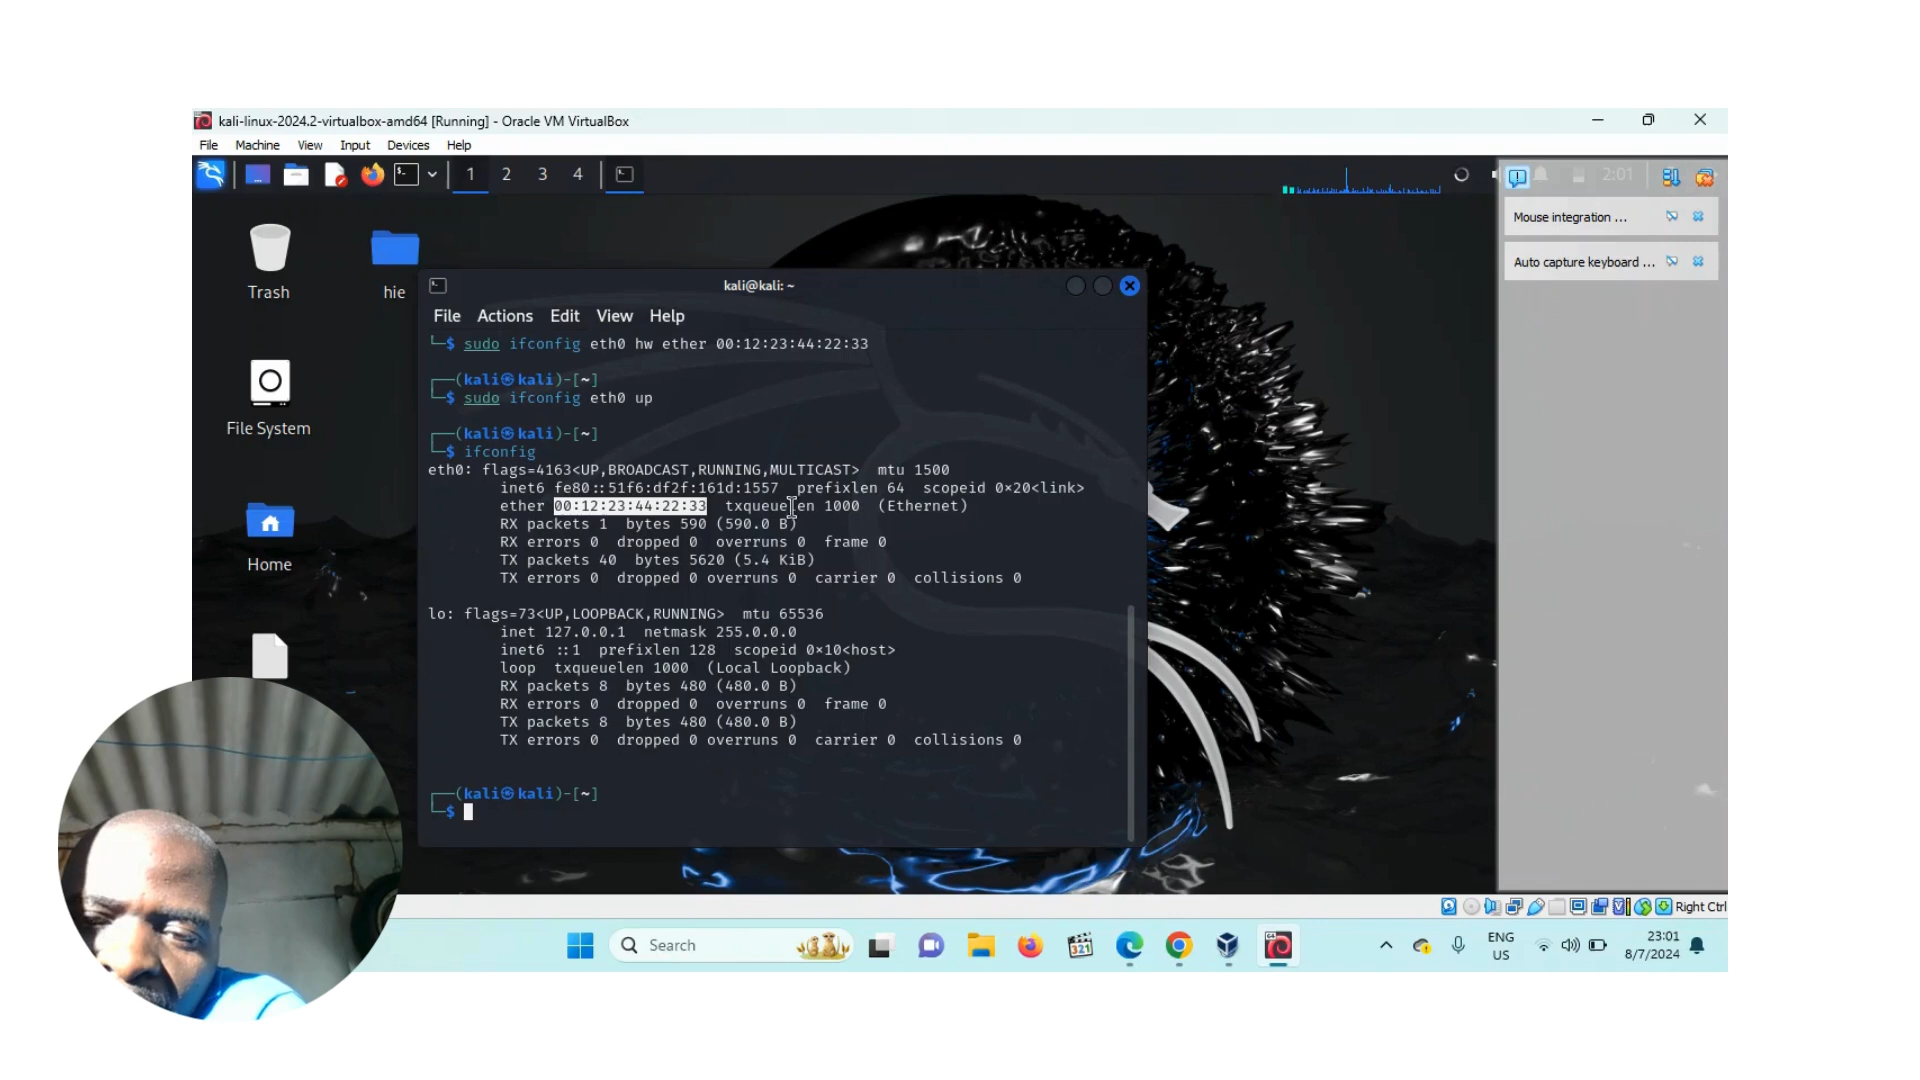 kali-linux-2024.2-virtualbox-amd64 [Running] - Oracle VM VirtualBox
File Machine View Input Devices Help
1 2 3 4
2:01
Mouse integration ...
Auto capture keyboard ...
Trash
hie
File System
Home
kali@kali: ~
File Actions Edit View Help
└─$ sudo ifconfig eth0 hw ether 00:12:23:44:22:33
┌──(kali㉿kali)-[~]
└─$ sudo ifconfig eth0 up
┌──(kali㉿kali)-[~]
└─$ ifconfig
eth0: flags=4163<UP,BROADCAST,RUNNING,MULTICAST> mtu 1500
inet6 fe80::51f6:df2f:161d:1557 prefixlen 64 scopeid 0×20<link>
ether 00:12:23:44:22:33 txqueuelen 1000 (Ethernet)
RX packets 1 bytes 590 (590.0 B)
RX errors 0 dropped 0 overruns 0 frame 0
TX packets 40 bytes 5620 (5.4 KiB)
TX errors 0 dropped 0 overruns 0 carrier 0 collisions 0
lo: flags=73<UP,LOOPBACK,RUNNING> mtu 65536
inet 127.0.0.1 netmask 255.0.0.0
inet6 ::1 prefixlen 128 scopeid 0×10<host>
loop txqueuelen 1000 (Local Loopback)
RX packets 8 bytes 480 (480.0 B)
RX errors 0 dropped 0 overruns 0 frame 0
TX packets 8 bytes 480 (480.0 B)
TX errors 0 dropped 0 overruns 0 carrier 0 collisions 0
┌──(kali㉿kali)-[~]
└─$
Right Ctrl
Search
321
ENG
US
23:01
8/7/2024